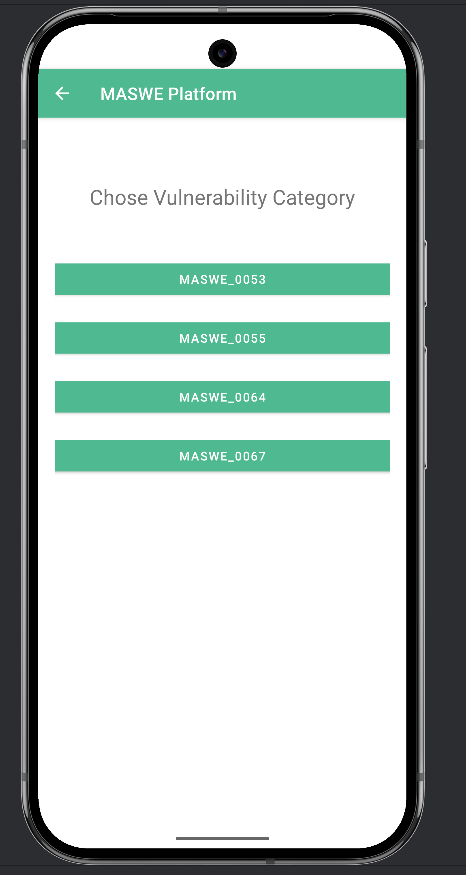 MASWE Platform
Chose Vulnerability Category
MASWE_0053
MASWE_0055
MASWE_0064
MASWE_0067